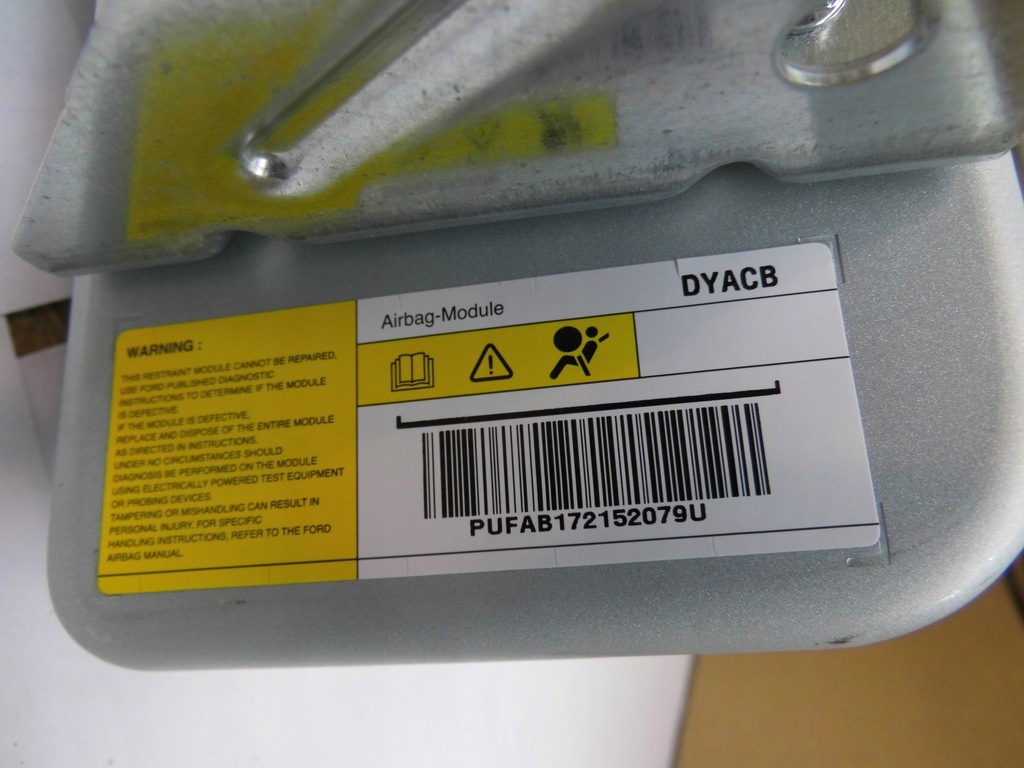 DYACB
Airbag-Module
WARNING :
THIS RESTRAINT MODULE CANNOT BE REPAIRED,
USE FORD PUBLISHED DIAGNOSTIC
INSTRUCTIONS TO DETERMINE IF THE MODULE
IS DEFECTIVE.
IF THE MODULE IS DEFECTIVE,
REPLACE AND DISPOSE OF THE ENTIRE MODULE
AS DIRECTED IN INSTRUCTIONS.
UNDER NO CIRCUMSTANCES SHOULD
DIAGNOSIS BE PERFORMED ON THE MODULE
USING ELECTRICALLY POWERED TEST EQUIPMENT
OR PROBING DEVICES.
TAMPERING OR MISHANDLING CAN RESULT IN
PERSONAL INJURY. FOR SPECIFIC
HANDLING INSTRUCTIONS, REFER TO THE FORD
AIRBAG MANUAL.
PUFAB172152079U